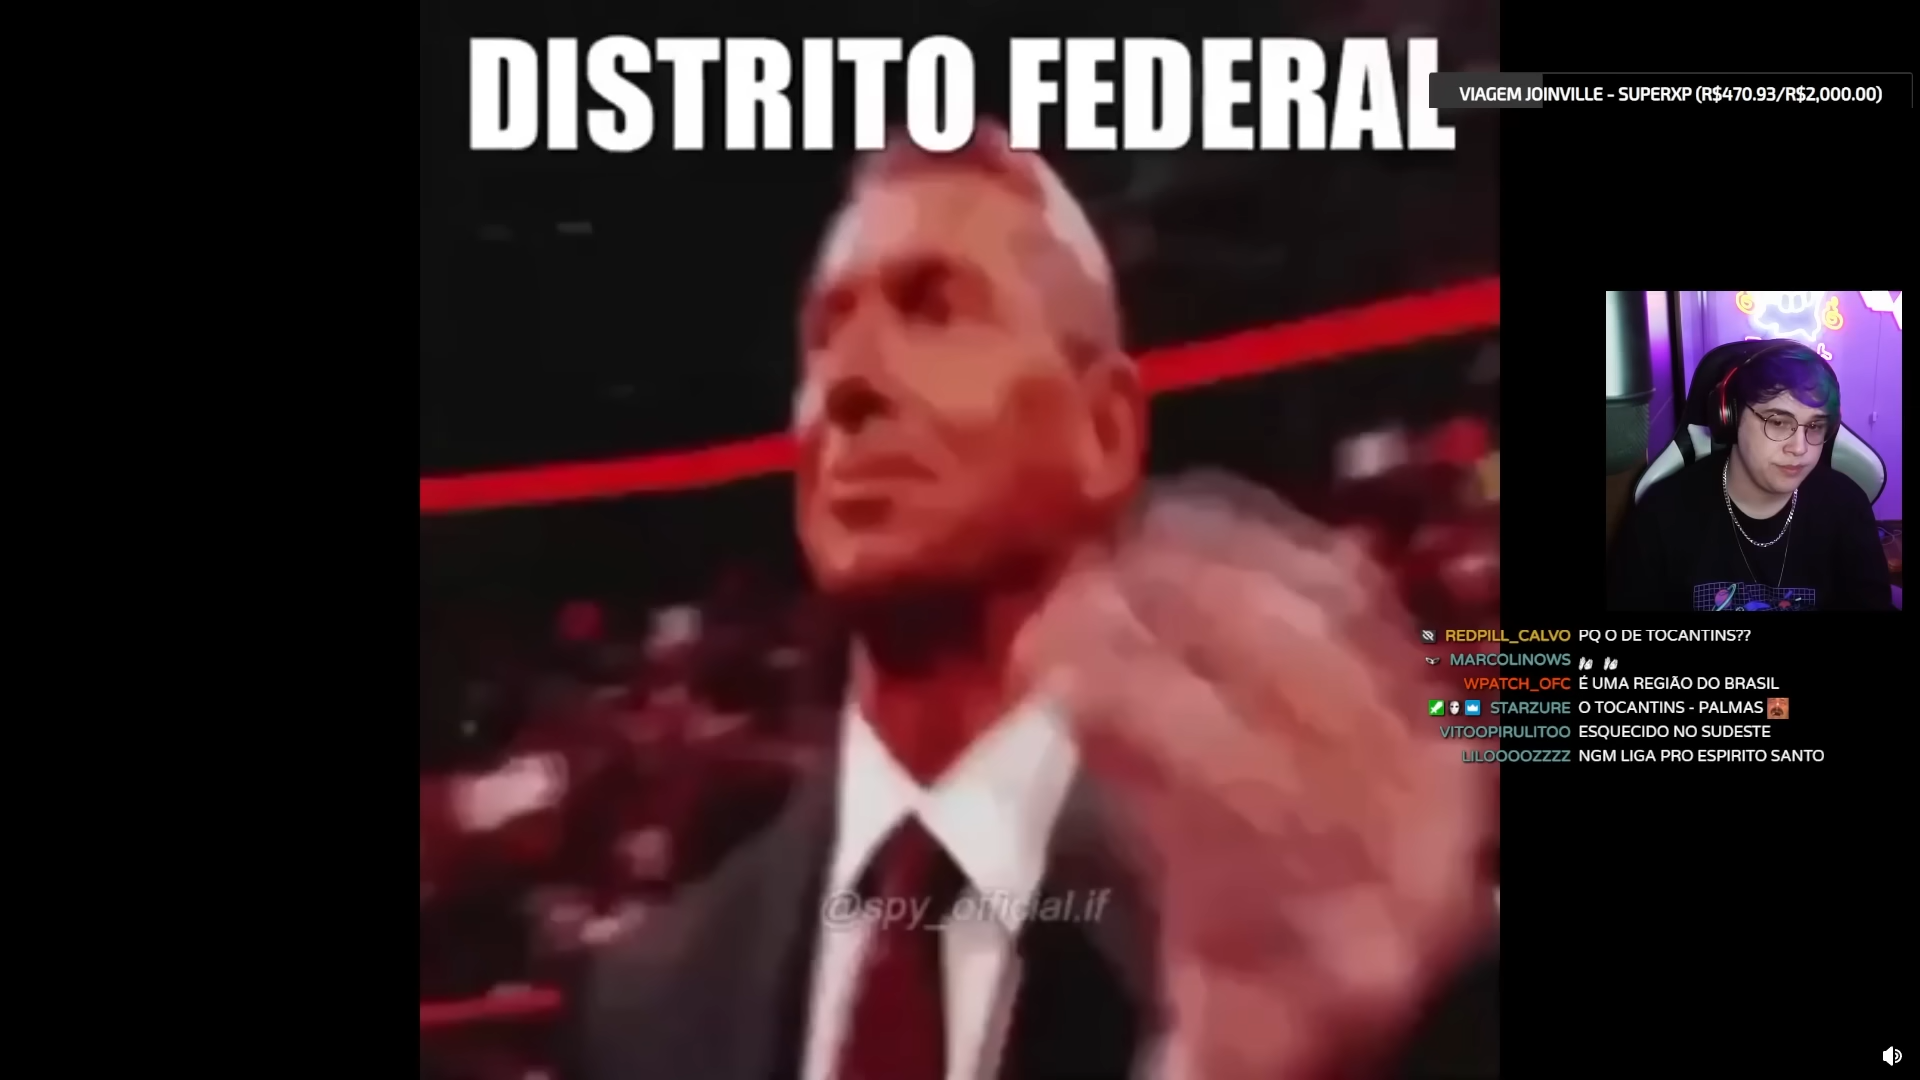 DISTRITO FEDERAL
VIAGEM JOINVILLE - SUPERXP (R$470.93/R$2,000.00)
REDPILL_CALVO PQ O DE TOCANTINS??
MARCOLINOWS
WPATCH_OFC É UMA REGIÃO DO BRASIL
STARZURE O TOCANTINS - PALMAS
VITOOPIRULITOO ESQUECIDO NO SUDESTE
LILOOOOZZZZ NGM LIGA PRO ESPIRITO SANTO
@spy_official.if